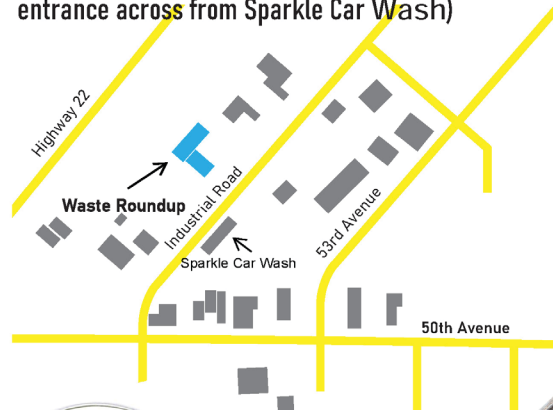 entrance across from Sparkle Car Wash)
Highway 22
Waste Roundup
Industrial Road
Sparkle Car Wash
53rd Avenue
50th Avenue